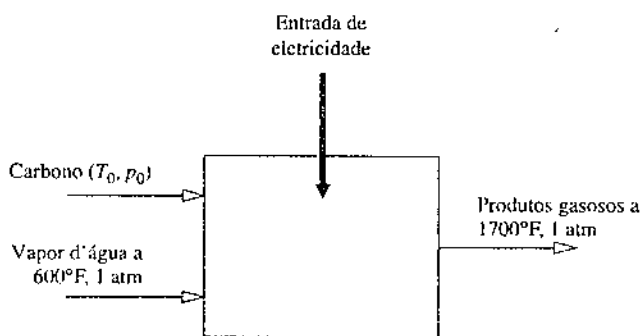 Entrada de
eletricidade
Carbono (T₀, p₀)
Produtos gasosos a
1700°F, 1 atm
Vapor d'água a
600°F, 1 atm